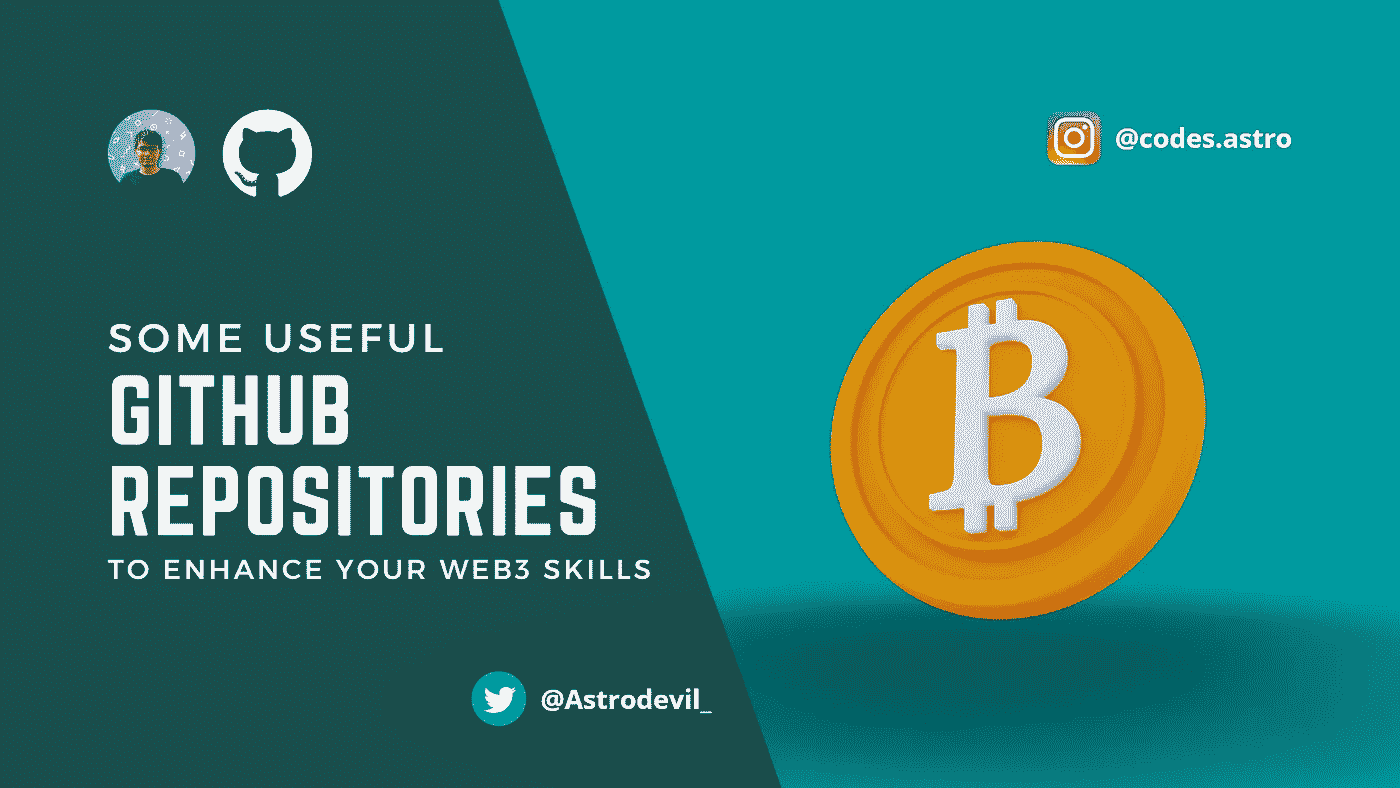 @codes.astro
SOME USEFUL
GITHUB
REPOSITORIES
TO ENHANCE YOUR WEB3 SKILLS
@Astrodevil_